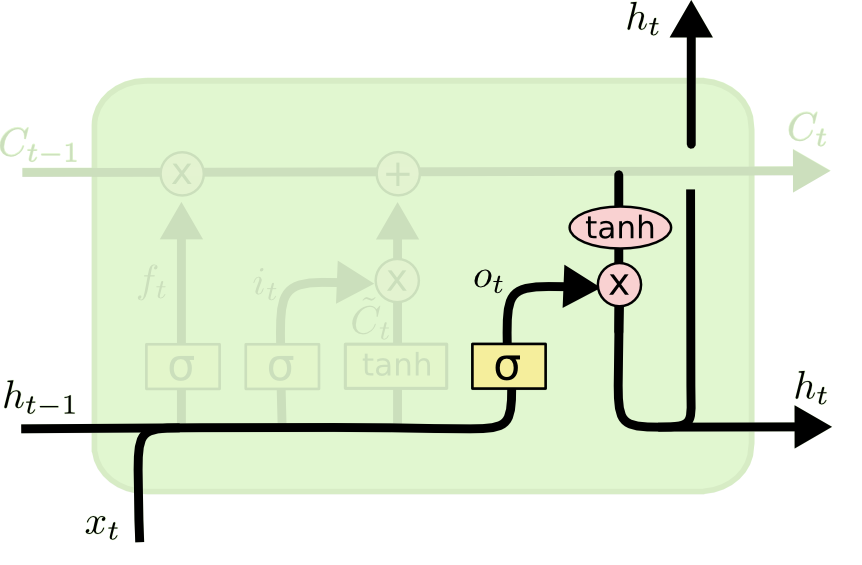 h_t
C_{t-1}
C_t
x
+
tanh
f_t
i_t
x
o_t
x
C̃_t
σ
σ
tanh
σ
h_{t-1}
h_t
x_t